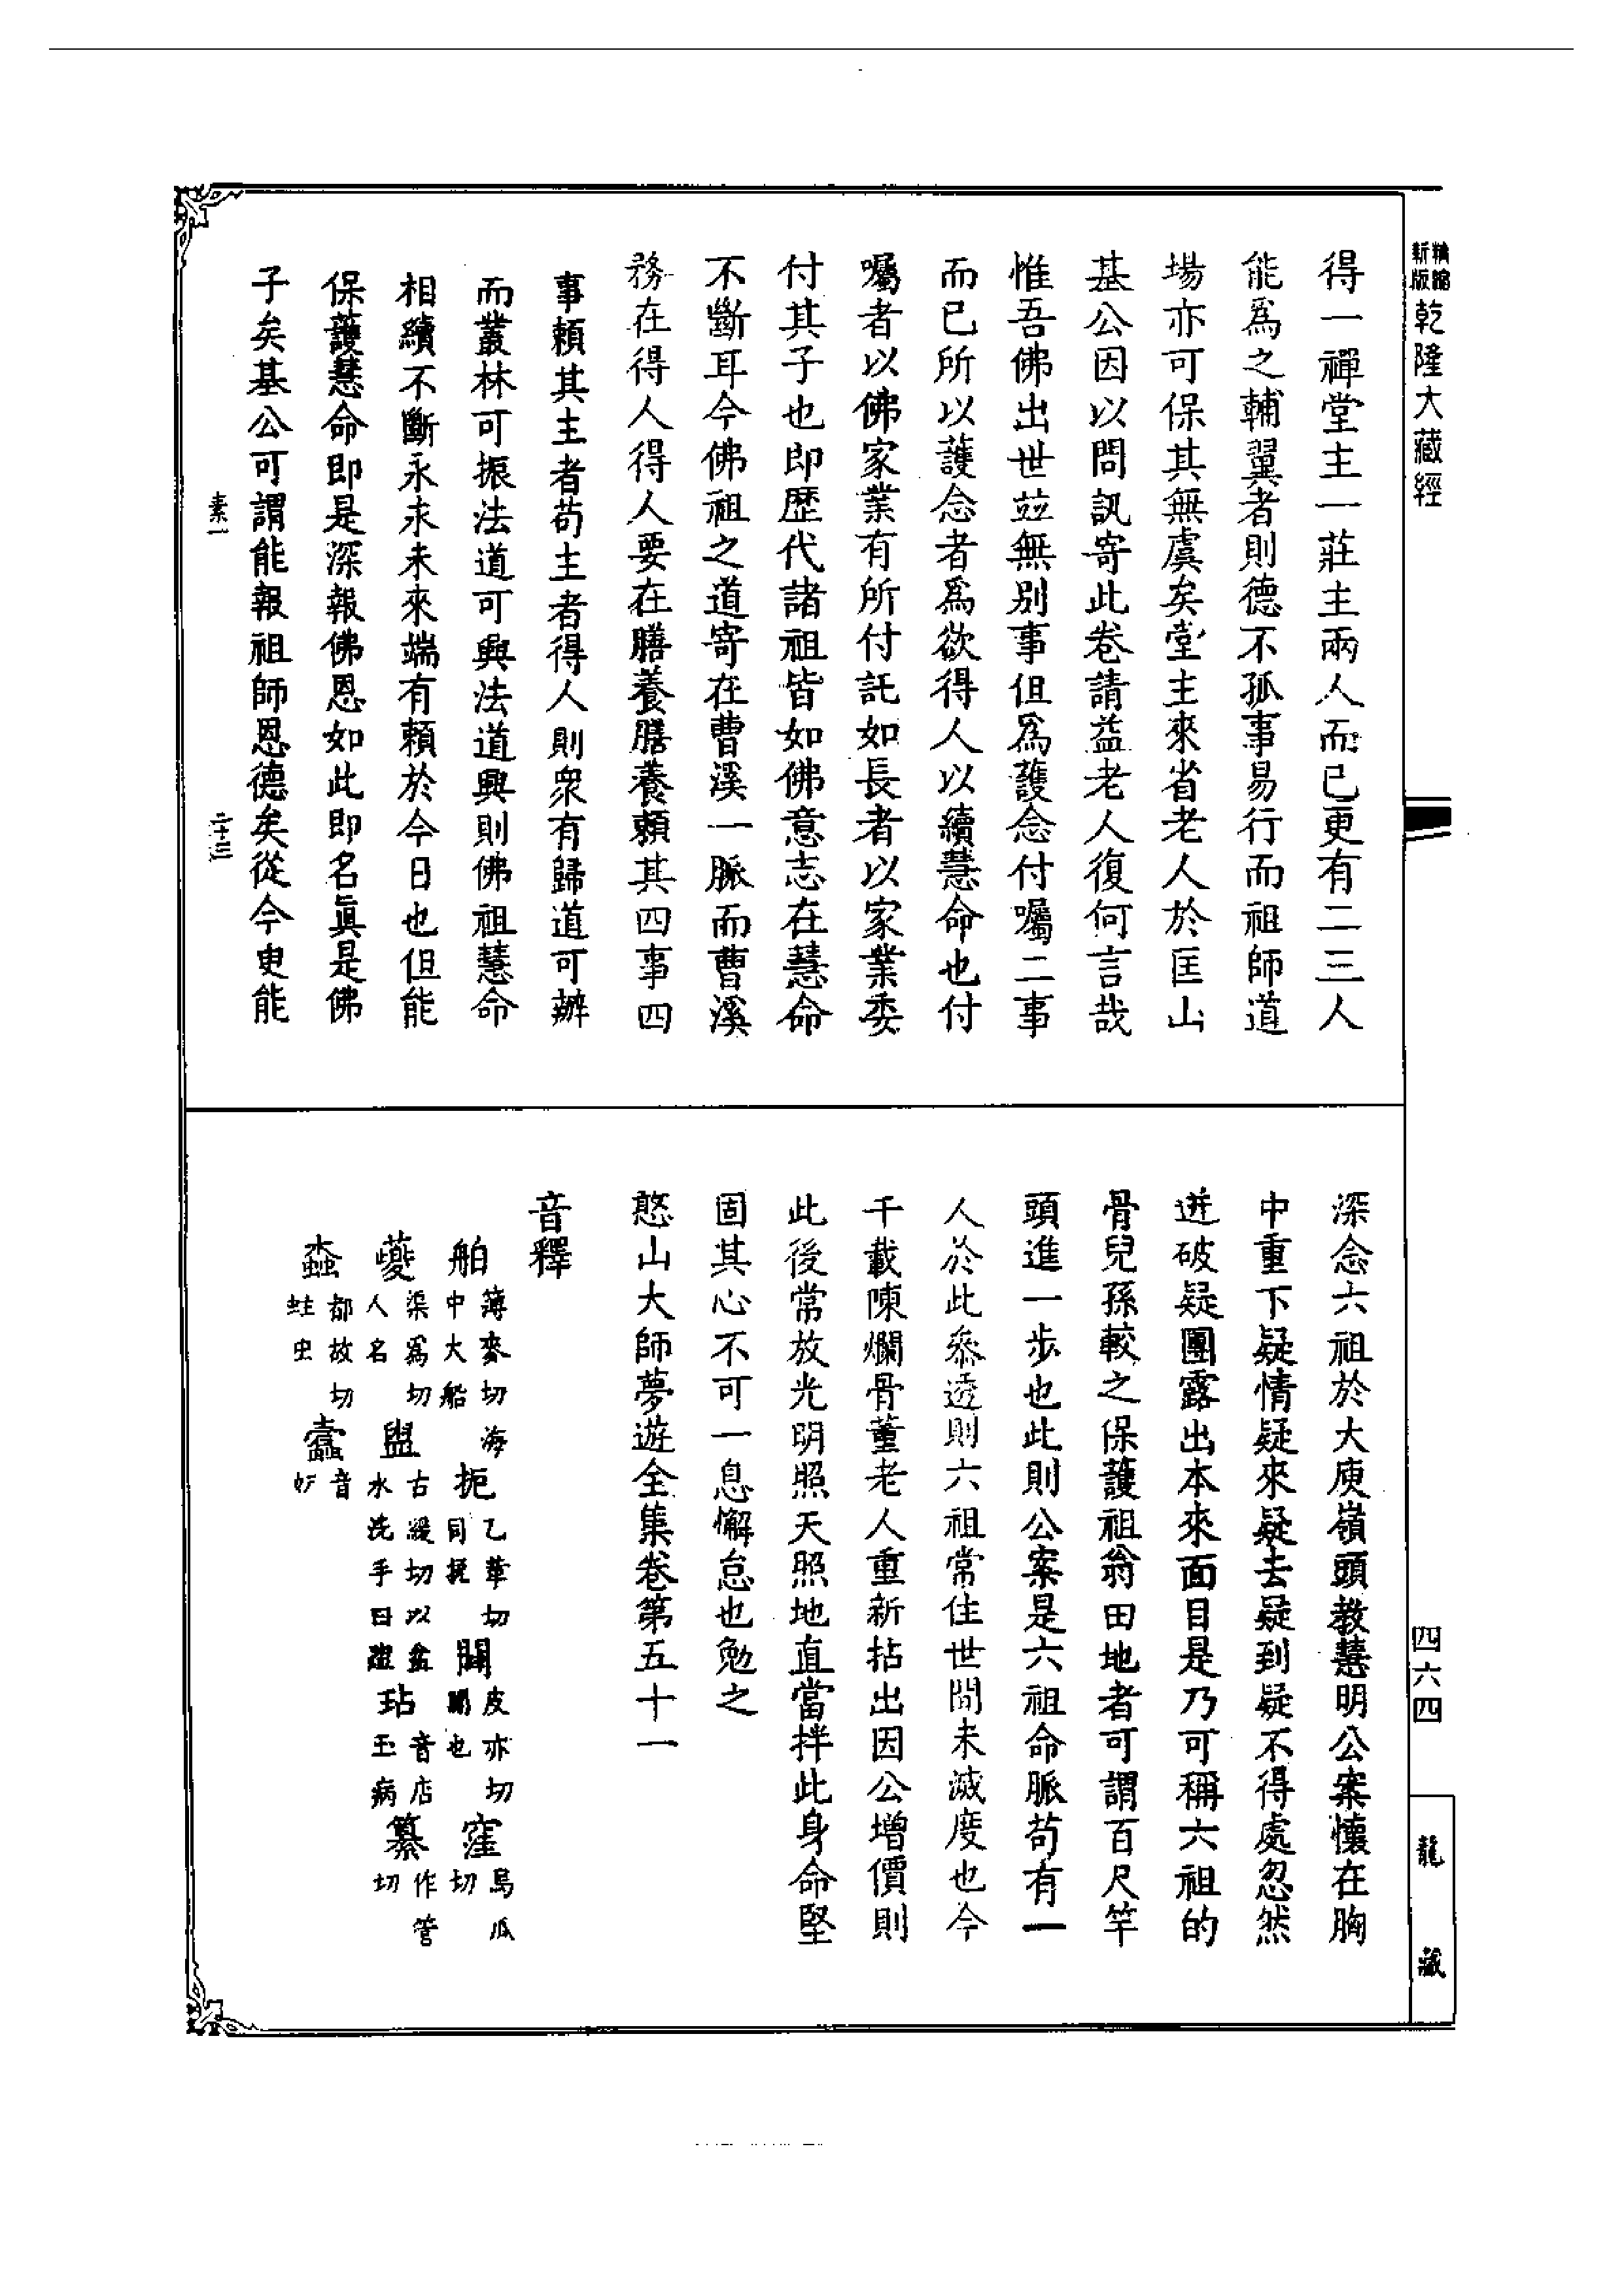 乾隆大藏經
得一禪堂主一莊主兩人而已更有二三人
能爲之輔翼者則德不孤事易行而祖師道
場亦可保其無虞矣堂主來省老人於匡山
基公因以問訊寄此卷請益老人復何言哉
惟吾佛出世竝無別事但爲護念付囑二事
而已所以護念者爲欲得人以續慧命也付
囑者以佛家業有所付託如長者以家業委
付其子也即歷代諸祖皆如佛意志在慧命
不斷耳今佛祖之道寄在曹溪一脈而曹溪
務在得人得人要在膳養膳養賴其四事四
事賴其主者苟主者得人則衆有歸道可辦
而叢林可振法道可興法道興則佛祖慧命
相續不斷永永未來端有賴於今日也但能
保護慧命即是深報佛恩如此即名眞是佛
子矣基公可謂能報祖師恩德矣從今更能
素一 二十三
深念六祖於大庾嶺頭教慧明公案懷在胸
中重下疑情疑來疑去疑到疑不得處忽然
迸破疑團露出本來面目是乃可稱六祖的
骨兒孫較之保護祖翁田地者可謂百尺竿
頭進一步也此則公案是六祖命脈苟有一
人於此叅透則六祖常住世間未滅度也今
千載陳爛骨董老人重新拈出因公增價則
此後常放光明照天照地直當拌此身命堅
固其心不可一息懈怠也勉之
憨山大師夢遊全集卷第五十一
音釋
舶 簿麥切海中大船 扼 乙革切同搤 闢 皮亦切開也 窪 烏瓜切
夔 渠爲切人名 盥 古緩切以盆水洗手曰盥 玷 音店玉病 纂 作管切
蠧 都故切蛀虫 蠹 音妒
四六四
龍藏